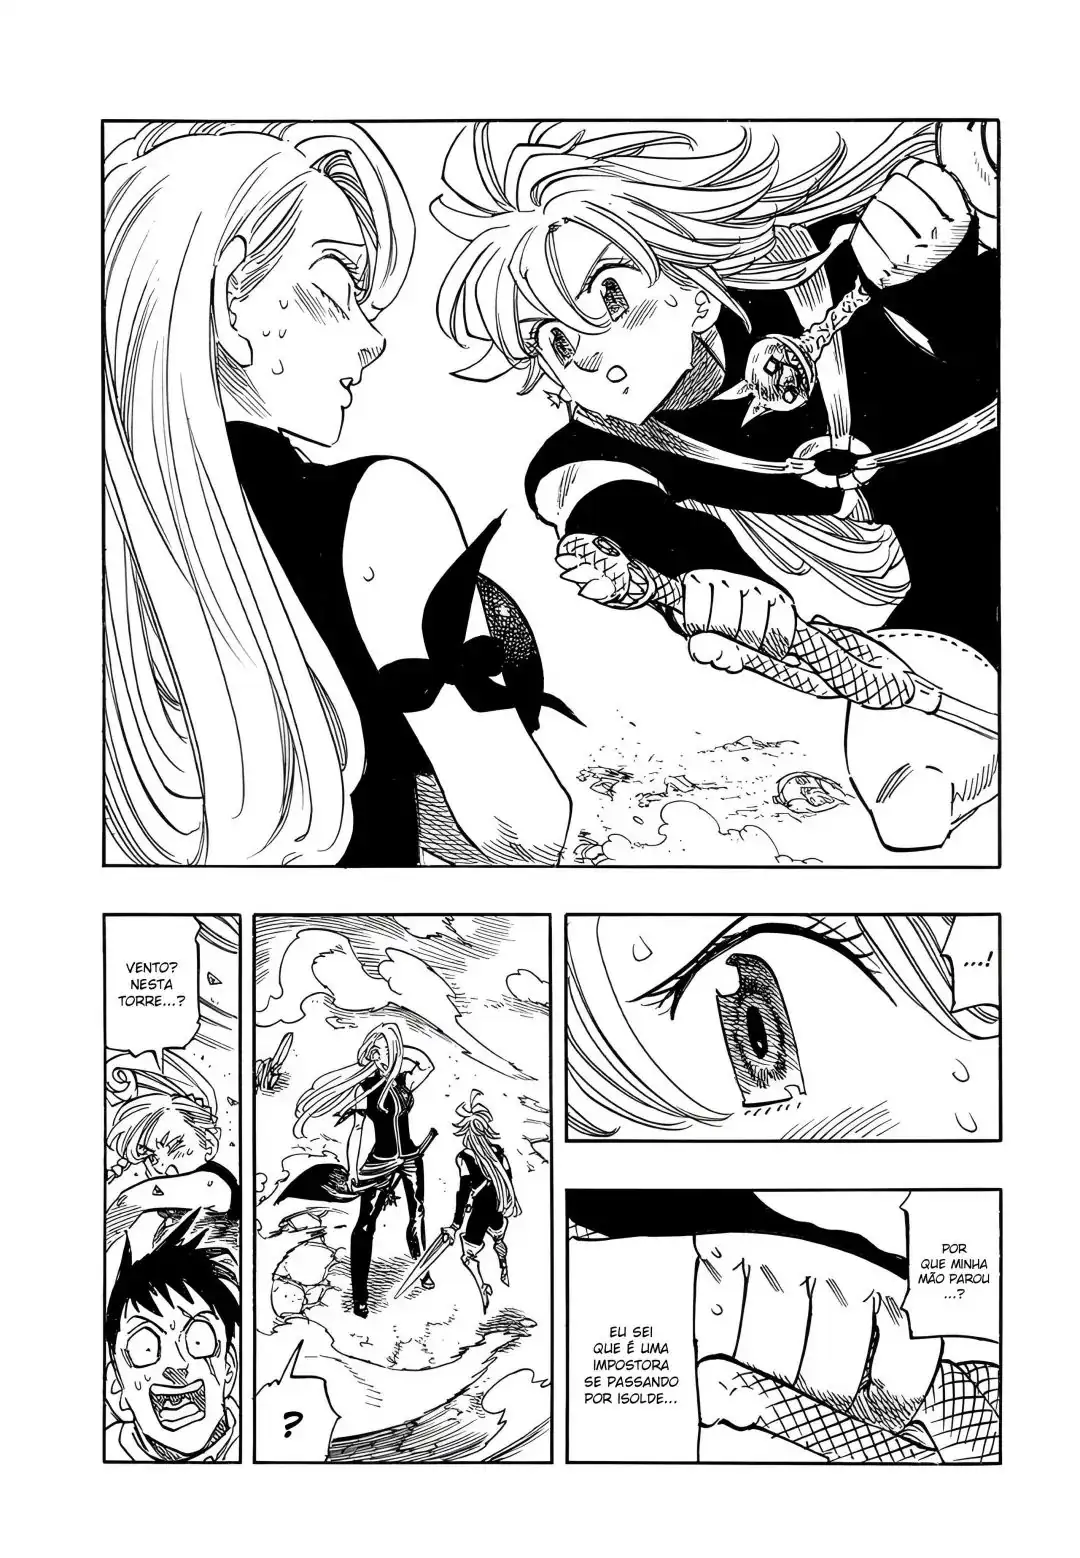 ...!
POR
QUE MINHA
MÃO PAROU
...?
EU SEI
QUE É UMA
IMPOSTORA
SE PASSANDO
POR ISOLDE...
?
VENTO?
NESTA
TORRE...?